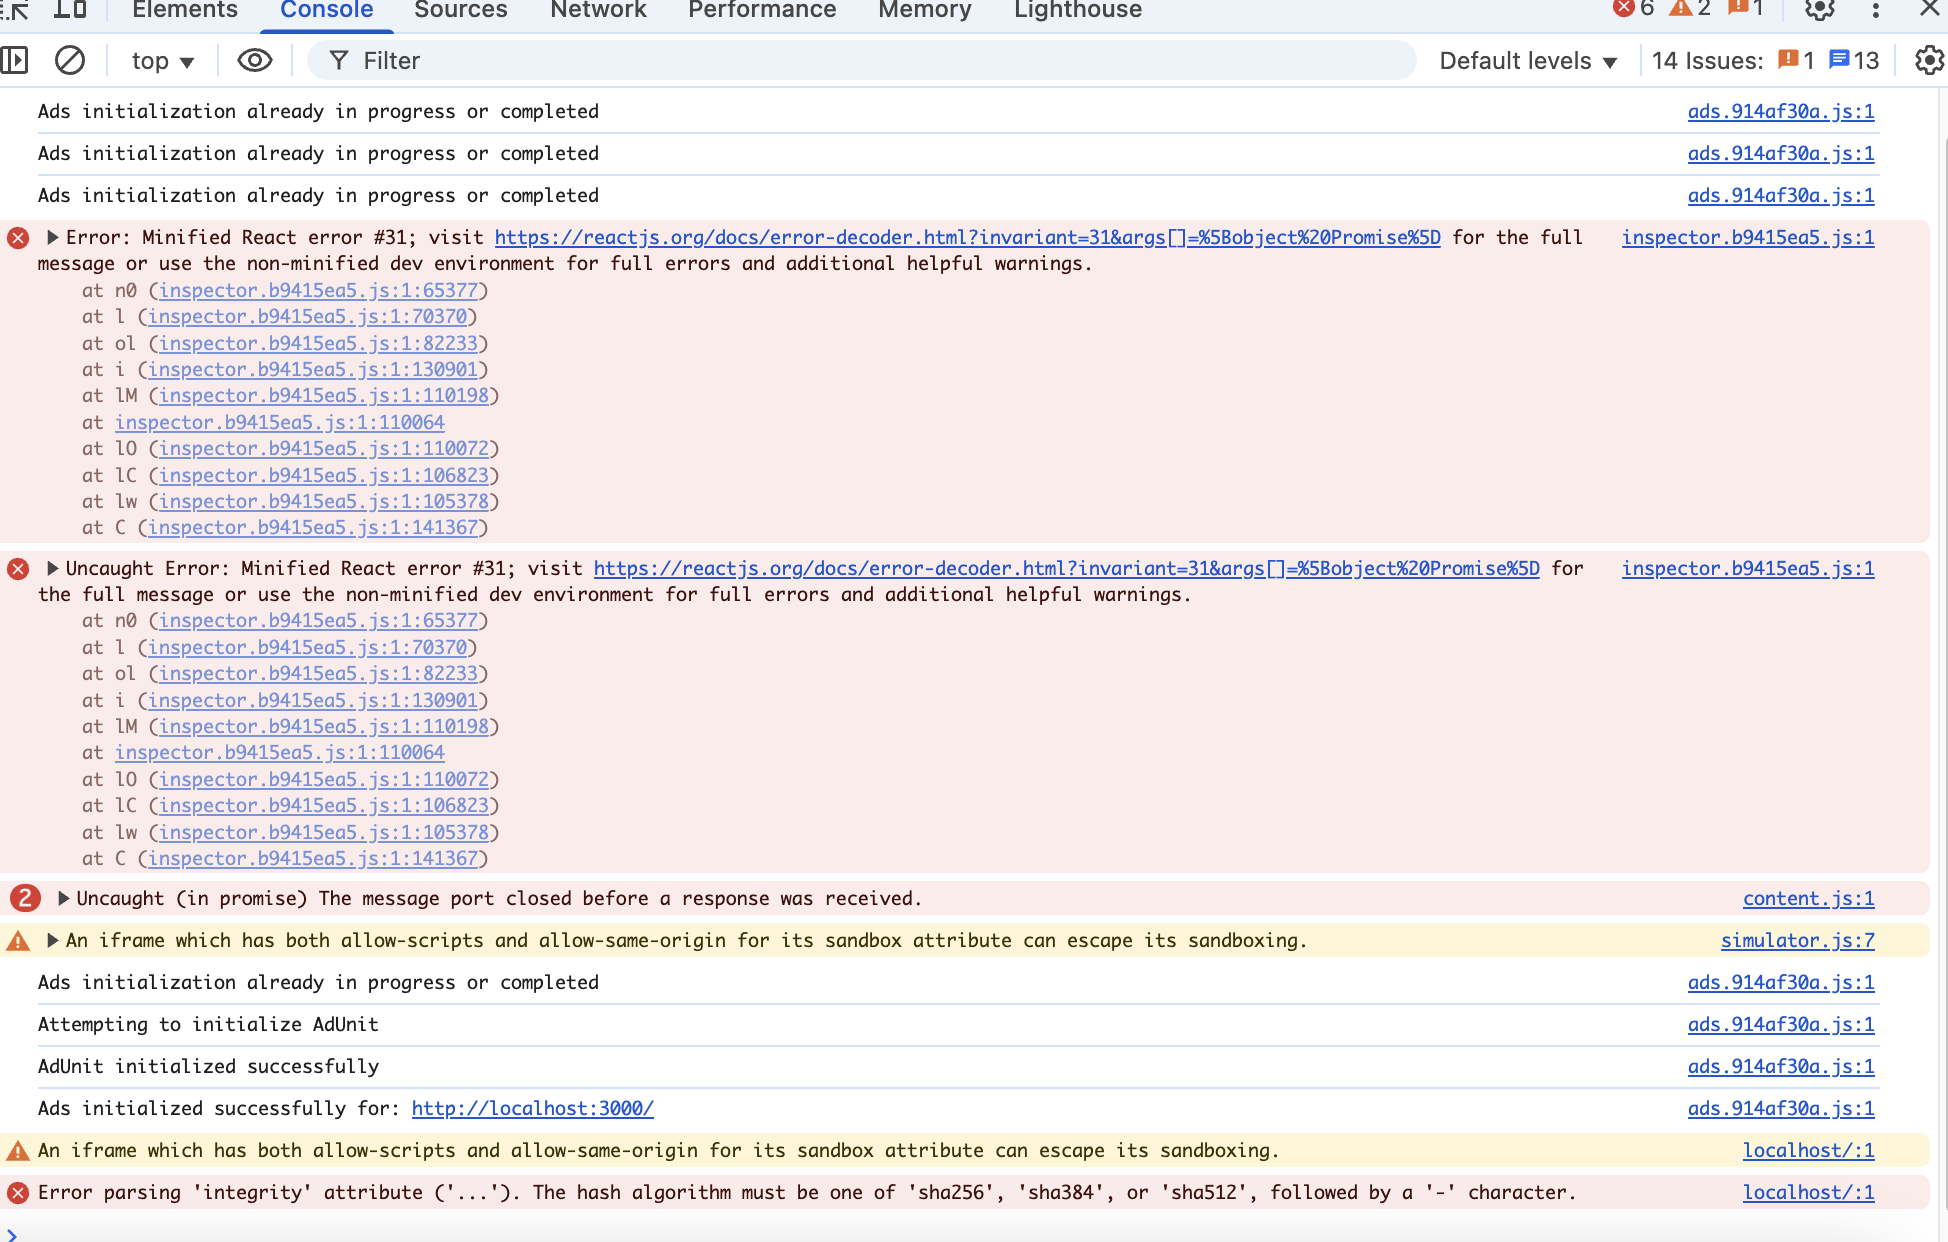 Elements Console Sources Network Performance Memory Lighthouse 6 2 1
top Filter Default levels 14 Issues: 1 13
Ads initialization already in progress or completed ads.914af30a.js:1
Ads initialization already in progress or completed ads.914af30a.js:1
Ads initialization already in progress or completed ads.914af30a.js:1
Error: Minified React error #31; visit https://reactjs.org/docs/error-decoder.html?invariant=31&args[]=%5Bobject%20Promise%5D for the full inspector.b9415ea5.js:1
message or use the non-minified dev environment for full errors and additional helpful warnings.
at n0 (inspector.b9415ea5.js:1:65377)
at l (inspector.b9415ea5.js:1:70370)
at ol (inspector.b9415ea5.js:1:82233)
at i (inspector.b9415ea5.js:1:130901)
at lM (inspector.b9415ea5.js:1:110198)
at inspector.b9415ea5.js:1:110064
at lO (inspector.b9415ea5.js:1:110072)
at lC (inspector.b9415ea5.js:1:106823)
at lw (inspector.b9415ea5.js:1:105378)
at C (inspector.b9415ea5.js:1:141367)
Uncaught Error: Minified React error #31; visit https://reactjs.org/docs/error-decoder.html?invariant=31&args[]=%5Bobject%20Promise%5D for inspector.b9415ea5.js:1
the full message or use the non-minified dev environment for full errors and additional helpful warnings.
at n0 (inspector.b9415ea5.js:1:65377)
at l (inspector.b9415ea5.js:1:70370)
at ol (inspector.b9415ea5.js:1:82233)
at i (inspector.b9415ea5.js:1:130901)
at lM (inspector.b9415ea5.js:1:110198)
at inspector.b9415ea5.js:1:110064
at lO (inspector.b9415ea5.js:1:110072)
at lC (inspector.b9415ea5.js:1:106823)
at lw (inspector.b9415ea5.js:1:105378)
at C (inspector.b9415ea5.js:1:141367)
2 Uncaught (in promise) The message port closed before a response was received. content.js:1
An iframe which has both allow-scripts and allow-same-origin for its sandbox attribute can escape its sandboxing. simulator.js:7
Ads initialization already in progress or completed ads.914af30a.js:1
Attempting to initialize AdUnit ads.914af30a.js:1
AdUnit initialized successfully ads.914af30a.js:1
Ads initialized successfully for: http://localhost:3000/ ads.914af30a.js:1
An iframe which has both allow-scripts and allow-same-origin for its sandbox attribute can escape its sandboxing. localhost/:1
Error parsing 'integrity' attribute ('...'). The hash algorithm must be one of 'sha256', 'sha384', or 'sha512', followed by a '-' character. localhost/:1